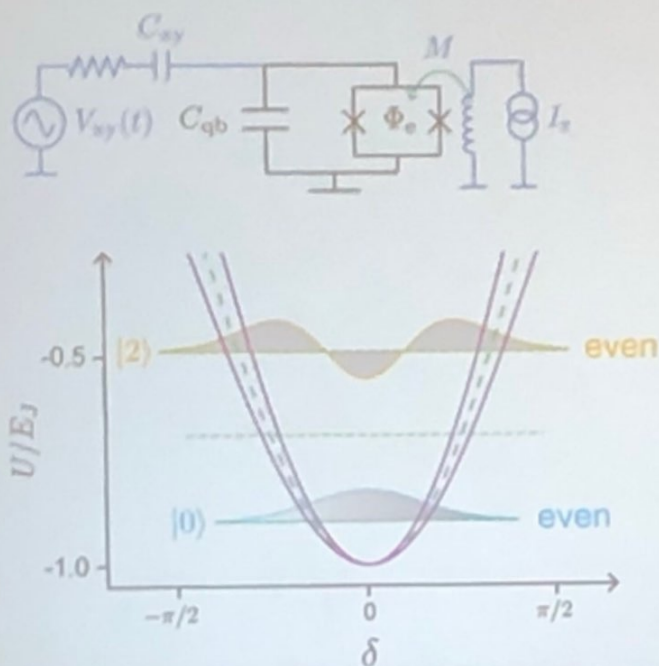 C_xy M
V_xy(t) C_qb Φ_e I_z
-0.5 |2⟩ even
U/E_J
|0⟩ even
-1.0
-π/2 0 π/2
δ